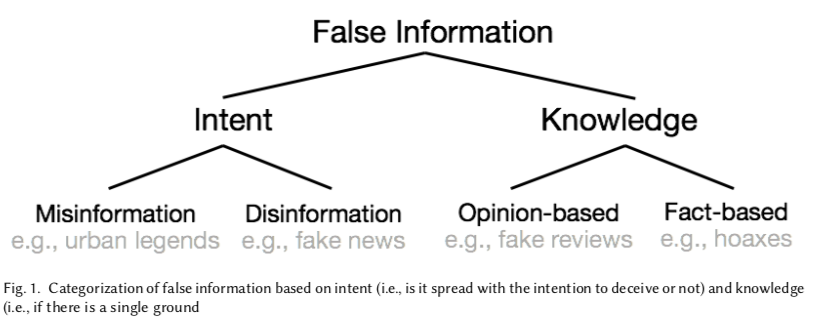 False Information
Intent Knowledge
Misinformation Disinformation Opinion-based Fact-based
e.g., urban legends e.g., fake news e.g., fake reviews e.g., hoaxes
Fig. 1. Categorization of false information based on intent (i.e., is it spread with the intention to deceive or not) and knowledge
(i.e., if there is a single ground